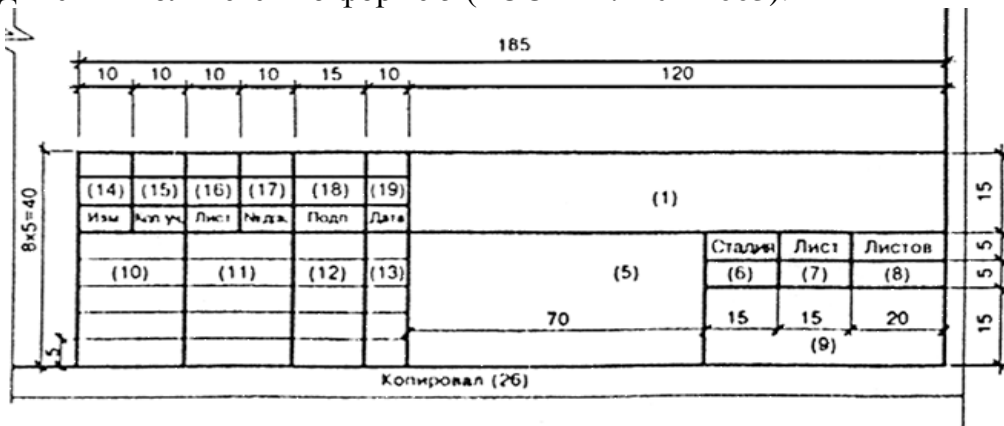 185
10 10 10 10 15 10 120
8x5=40
(14) (15) (16) (17) (18) (19)
(1)
15
Изм Кол.уч. Лист №док. Подп Дата
Стадия Лист Листов
5
(10) (11) (12) (13)
(5)
(6) (7) (8)
5
70 15 15 20
15
(9)
5
Копировал (26)